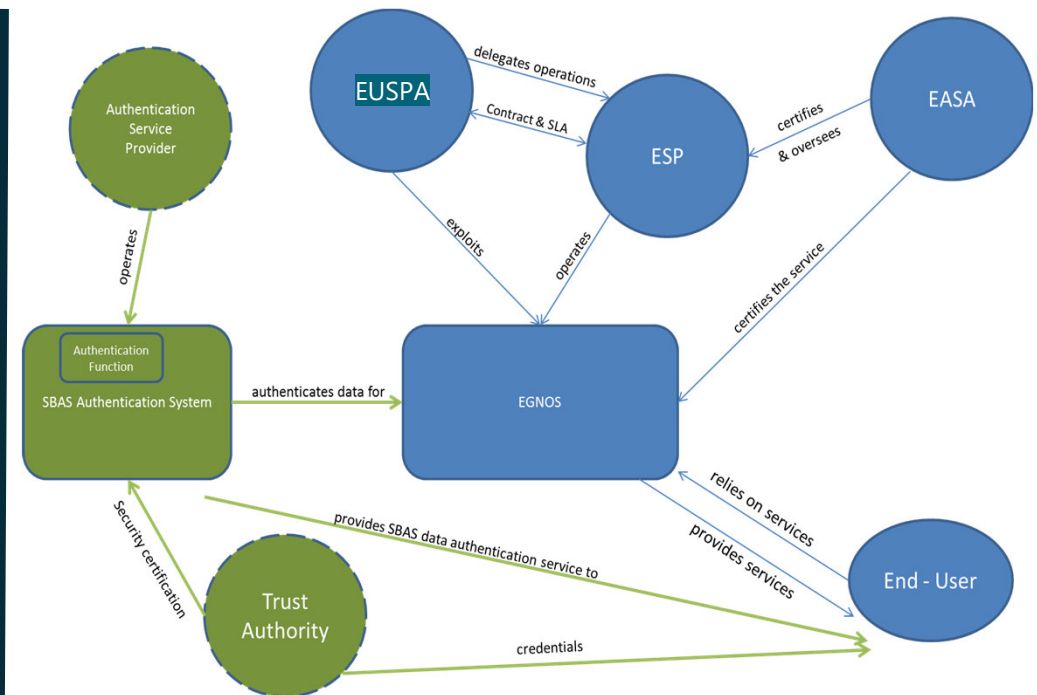 Authentication
Service
Provider
EUSPA
delegates operations
Contract & SLA
ESP
EASA
certifies
& oversees
operates
exploits
operates
certifies the service
Authentication
Function
SBAS Authentication System
authenticates data for
EGNOS
Security certification
provides SBAS data authentication service to
relies on services
provides services
End - User
Trust
Authority
credentials